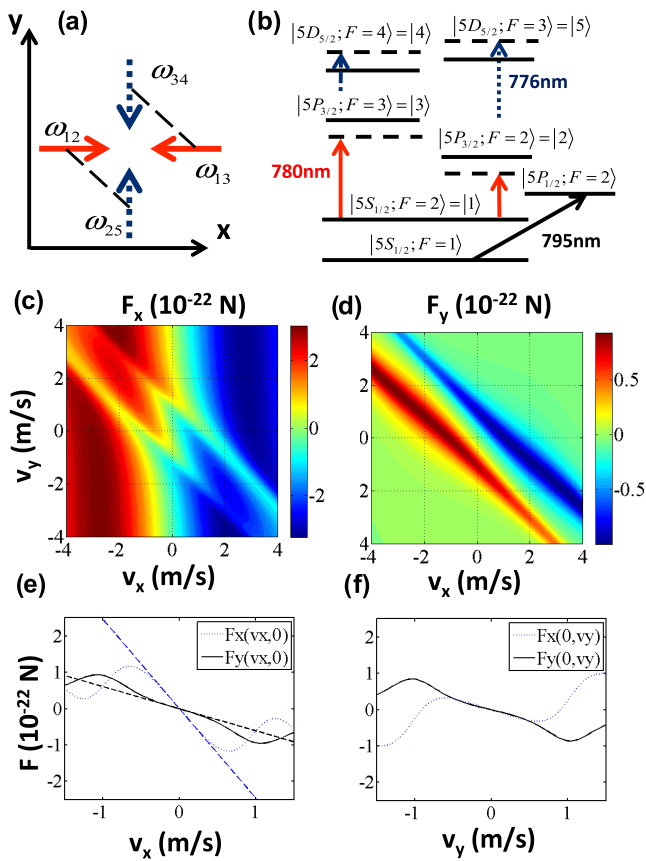 (a)
y
ω34
ω12
ω13
ω25
x
(b)
|5D5/2; F = 4⟩=|4⟩
|5D5/2; F = 3⟩=|5⟩
776nm
|5P3/2; F = 3⟩=|3⟩
|5P3/2; F = 2⟩=|2⟩
780nm
|5P1/2; F = 2⟩
|5S1/2; F = 2⟩=|1⟩
|5S1/2; F = 1⟩
795nm
(c)
Fx (10-22 N)
4
2
0
-2
-4
vy (m/s)
-4
-2
0
2
4
vx (m/s)
2
0
-2
(d)
Fy (10-22 N)
4
2
0
2
4
-4
-2
0
2
4
vx (m/s)
0.5
0
-0.5
(e)
Fx(vx,0)
Fy(vx,0)
2
1
0
-1
-2
F (10-22 N)
-1
0
1
vx (m/s)
(f)
Fx(0,vy)
Fy(0,vy)
2
1
0
-1
-2
-1
0
1
vy (m/s)